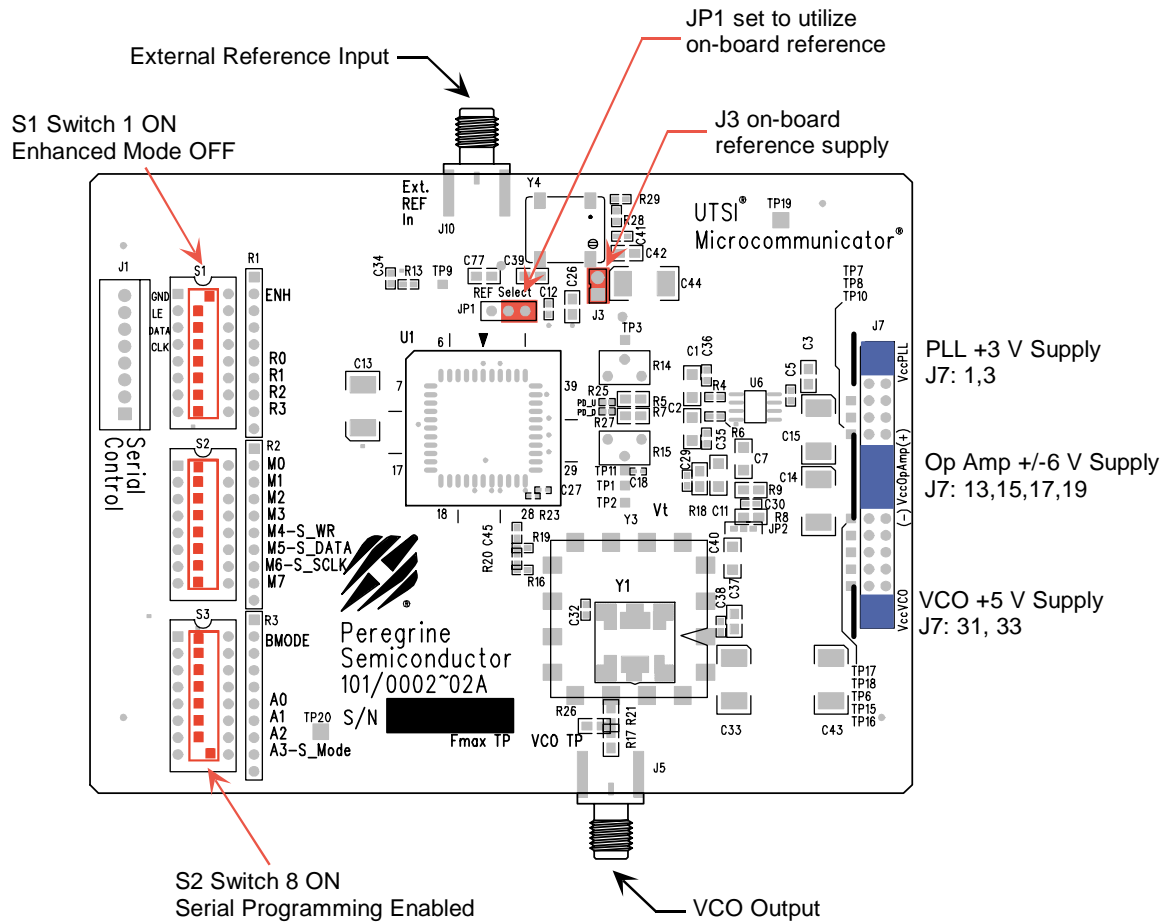 JP1 set to utilize
on-board reference
External Reference Input
S1 Switch 1 ON
Enhanced Mode OFF
J3 on-board
reference supply
Ext.
REF
In
J10
Y4
R29
R28
C41
C42
UTSI®
Microcommunicator®
TP19
J1
S1
R1
GND
LE
DATA
CLK
ENH
R0
R1
R2
R3
C34
R13
TP9
C77
C39
C26
REF Select
JP1
C12
J3
C44
TP7
TP8
TP10
J7
VccPLL
PLL +3 V Supply
J7: 1,3
U1
6
7
39
17
29
18
28
C13
TP3
R14
C1
C36
R4
U6
C5
C3
R25
PD_U
PD_D
R27
R5
R7
C2
R6
C35
R15
TP11
TP1
TP2
C18
C29
C27
R23
C7
C15
C14
R9
C30
R8
JP2
R18
C11
VccOpAmp
(+)
(-)
Op Amp +/-6 V Supply
J7: 13,15,17,19
Serial
Control
S2
R2
M0
M1
M2
M3
M4-S_WR
M5-S_DATA
M6-S_SCLK
M7
C45
R19
R20
R16
Y3
Vt
Y1
C32
C40
C38
C37
VccVCO
VCO +5 V Supply
J7: 31, 33
S3
R3
BMODE
A0
A1
A2
A3-S_Mode
TP20
®
Peregrine
Semiconductor
101/0002~02A
S/N
Fmax TP
VCO TP
R26
R21
R17
J5
C33
C43
TP17
TP18
TP6
TP15
TP16
S2 Switch 8 ON
Serial Programming Enabled
VCO Output